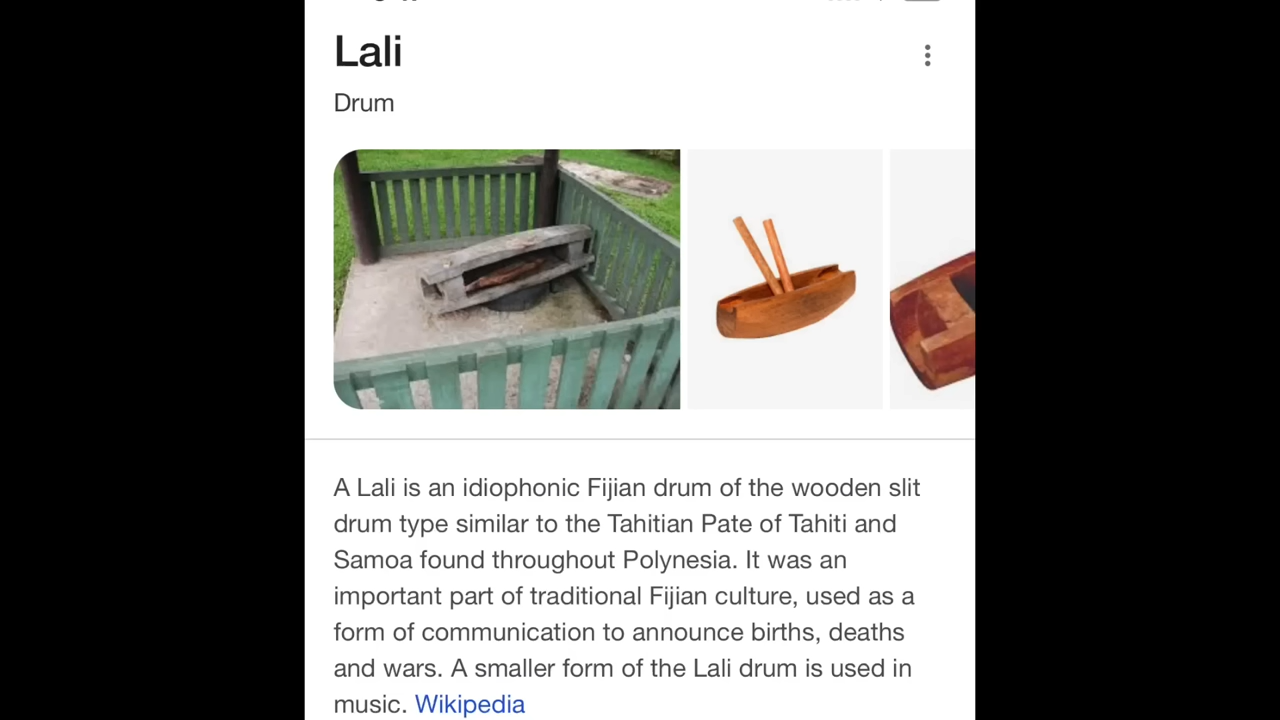 Lali
Drum
A Lali is an idiophonic Fijian drum of the wooden slit
drum type similar to the Tahitian Pate of Tahiti and
Samoa found throughout Polynesia. It was an
important part of traditional Fijian culture, used as a
form of communication to announce births, deaths
and wars. A smaller form of the Lali drum is used in
music. Wikipedia